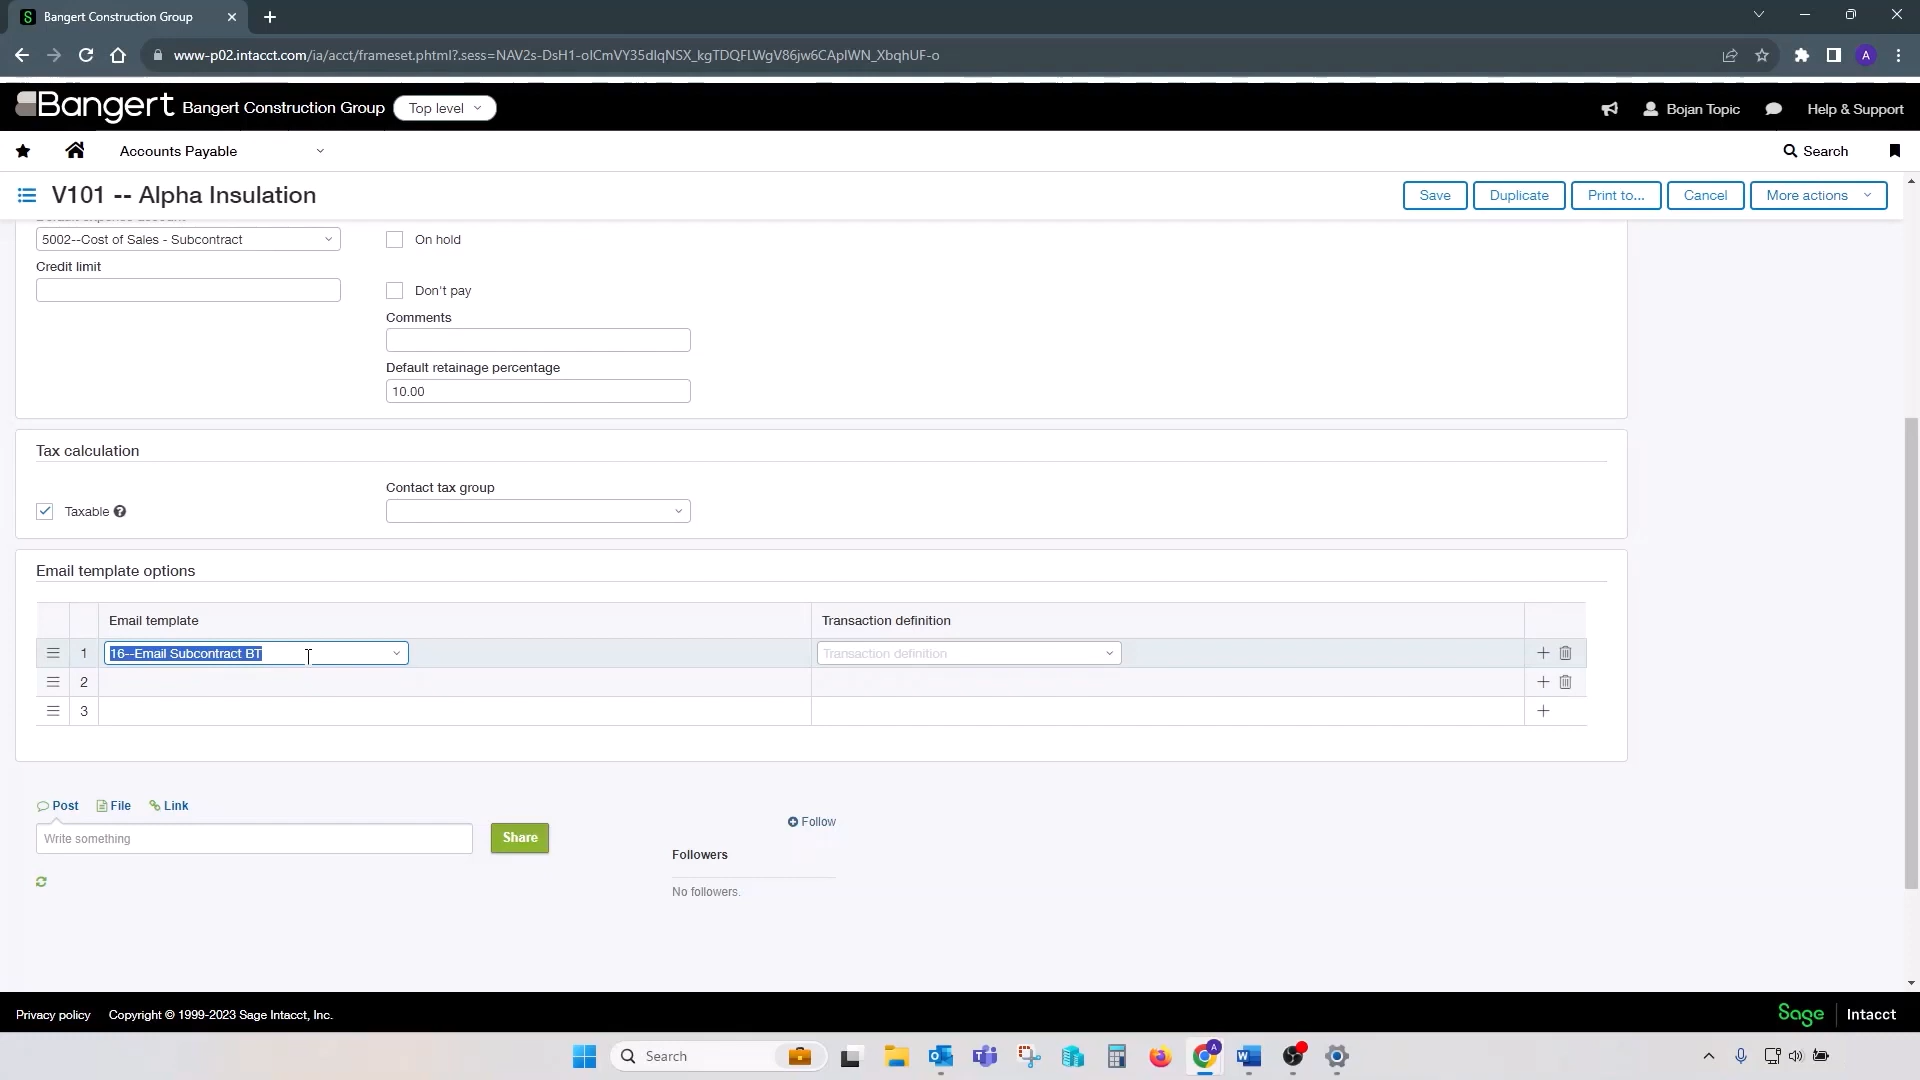 Bangert Construction Group
www-p02.intacct.com/ia/acct/frameset.phtml?.sess=NAV2s-DsH1-oICmVY35dlqNSX_kgTDQFLWgV86jw6CApIWN_XbqhUF-o
A
Bangert Bangert Construction Group Top level
Bojan Topic
Help & Support
Accounts Payable
Search
V101 -- Alpha Insulation
Save
Duplicate
Print to...
Cancel
More actions
Default expense account
5002--Cost of Sales - Subcontract
On hold
Credit limit
Don't pay
Comments
Default retainage percentage
10.00
Tax calculation
Contact tax group
Taxable
Email template options
Email template
Transaction definition
1
16--Email Subcontract BT
Transaction definition
2
3
Post
File
Link
Write something
Share
Follow
Followers
No followers.
Privacy policy
Copyright © 1999-2023 Sage Intacct, Inc.
Sage Intacct
Search